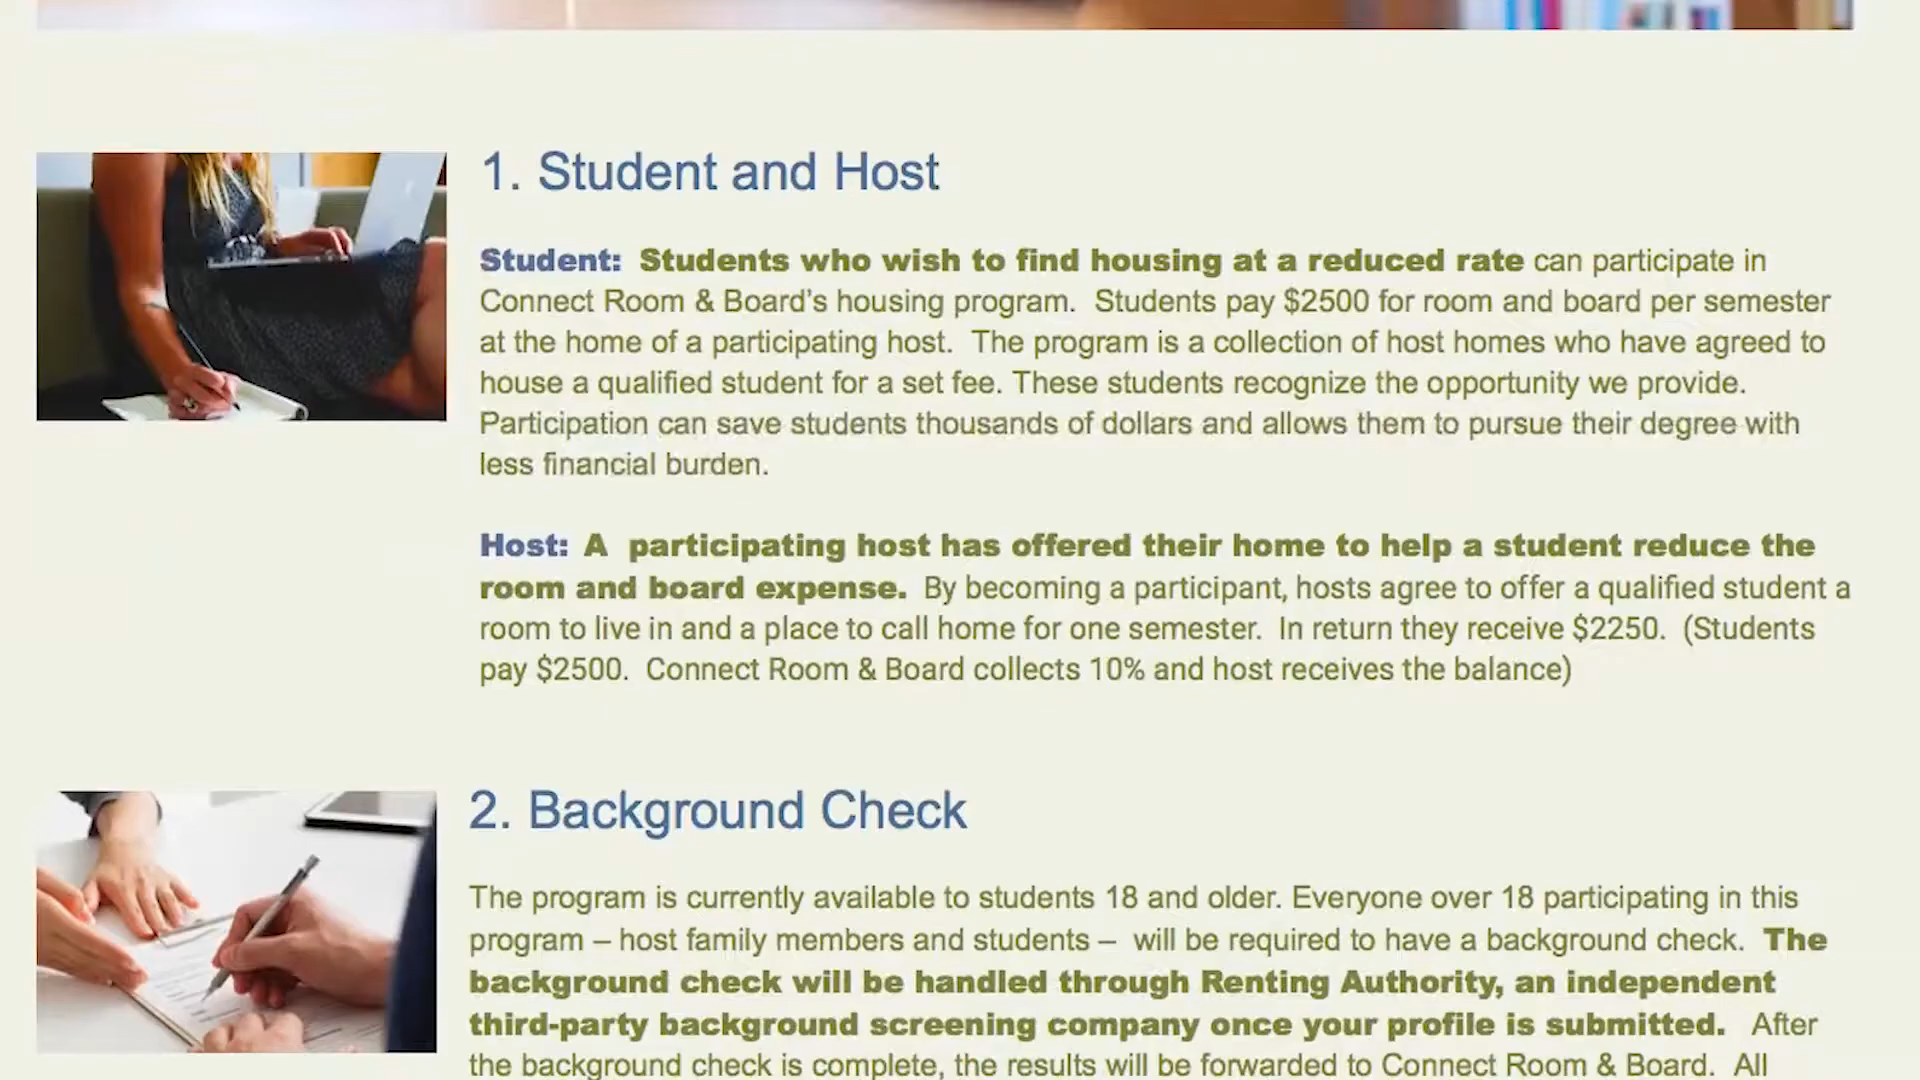 1. Student and Host
Student: Students who wish to find housing at a reduced rate can participate in
Connect Room & Board's housing program. Students pay $2500 for room and board per semester
at the home of a participating host. The program is a collection of host homes who have agreed to
house a qualified student for a set fee. These students recognize the opportunity we provide.
Participation can save students thousands of dollars and allows them to pursue their degree with
less financial burden.
Host: A participating host has offered their home to help a student reduce the
room and board expense. By becoming a participant, hosts agree to offer a qualified student a
room to live in and a place to call home for one semester. In return they receive $2250. (Students
pay $2500. Connect Room & Board collects 10% and host receives the balance)
2. Background Check
The program is currently available to students 18 and older. Everyone over 18 participating in this
program – host family members and students – will be required to have a background check. The
background check will be handled through Renting Authority, an independent
third-party background screening company once your profile is submitted. After
the background check is complete, the results will be forwarded to Connect Room & Board. All